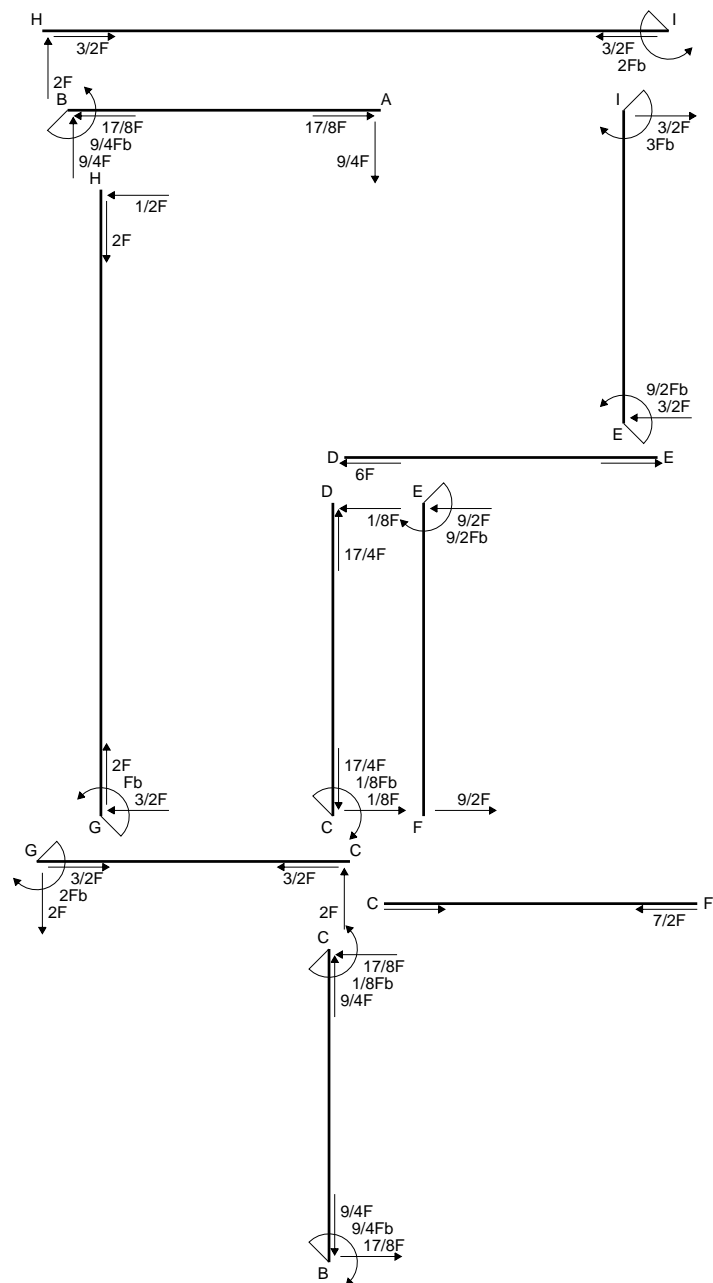 H
I
3/2F
3/2F
2Fb
2F
B
A
I
17/8F
17/8F
9/4Fb
9/4F
9/4F
3/2F
3Fb
H
1/2F
2F
9/2Fb
3/2F
E
D
E
6F
D
E
1/8F
9/2F
9/2Fb
17/4F
2F
Fb
3/2F
G
17/4F
1/8Fb
1/8F
C
9/2F
F
G
C
3/2F
3/2F
2Fb
2F
2F
C
F
7/2F
C
17/8F
1/8Fb
9/4F
9/4F
9/4Fb
17/8F
B